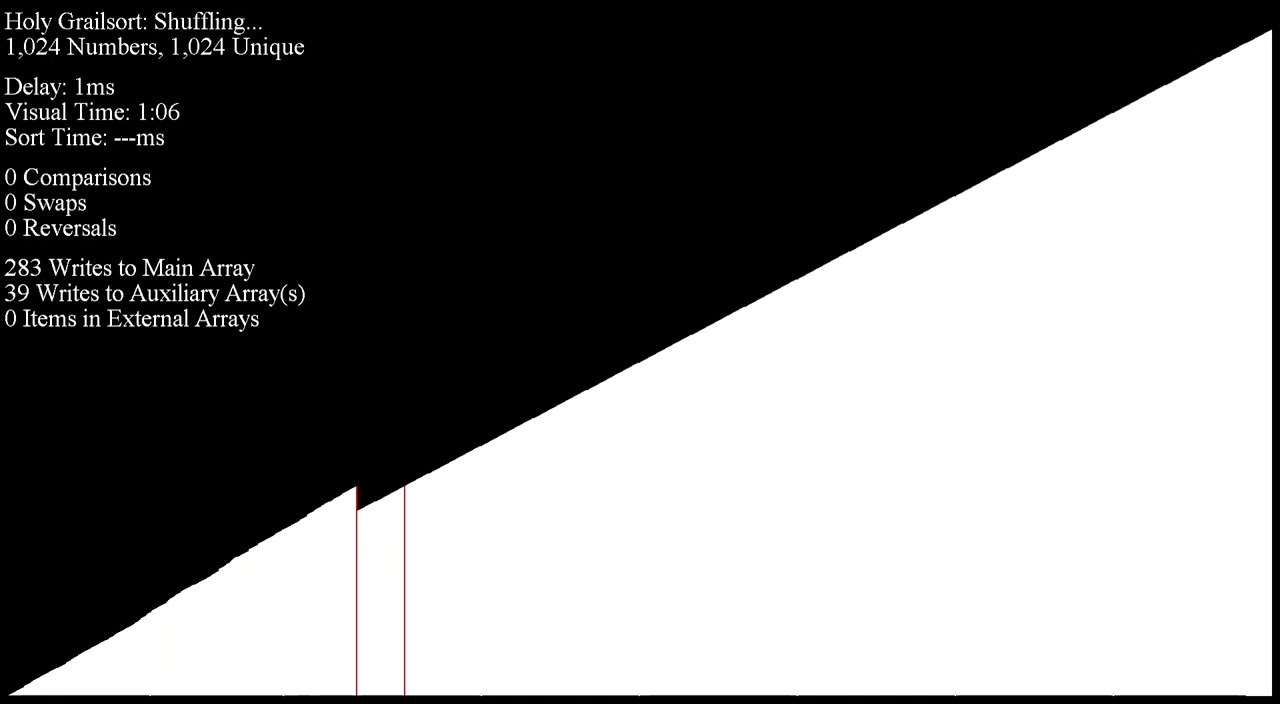 Holy Grailsort: Shuffling...
1,024 Numbers, 1,024 Unique
Delay: 1ms
Visual Time: 1:06
Sort Time: ---ms
0 Comparisons
0 Swaps
0 Reversals
283 Writes to Main Array
39 Writes to Auxiliary Array(s)
0 Items in External Arrays